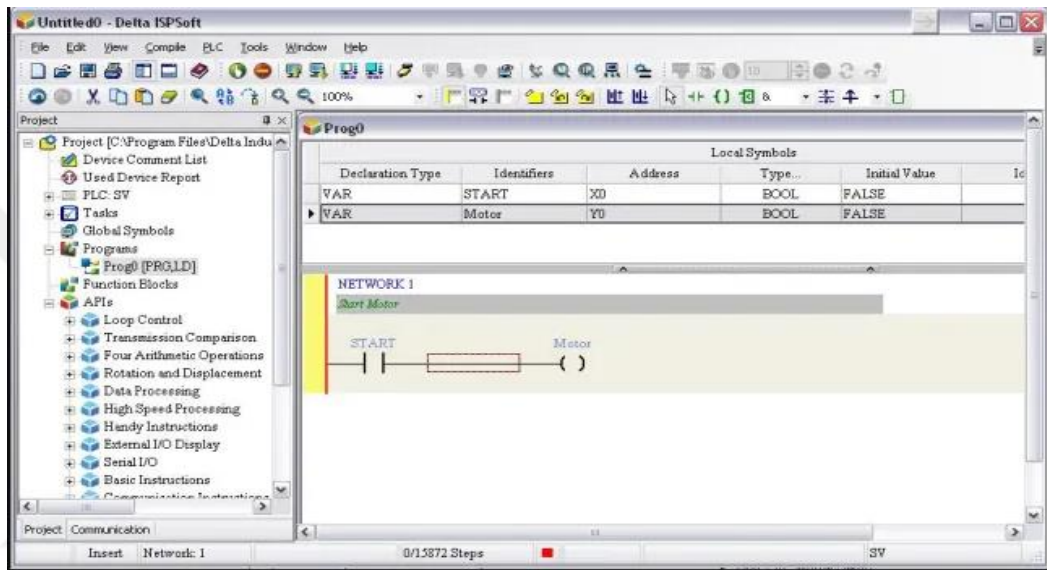 Untitled0 - Delta ISPSoft
File Edit View Compile PLC Tools Window Help
100%
Project
Project [C:\Program Files\Delta Indu
Device Comment List
Used Device Report
PLC: SV
Tasks
Global Symbols
Programs
Prog0 [PRG,LD]
Function Blocks
APIs
Loop Control
Transmission Comparison
Four Arithmetic Operations
Rotation and Displacement
Data Processing
High Speed Processing
Handy Instructions
External I/O Display
Serial I/O
Basic Instructions
Communication Instructions
Project Communication
Prog0
Local Symbols
Declaration Type Identifiers Address Type... Initial Value Id
VAR START X0 BOOL FALSE
VAR Motor Y0 BOOL FALSE
NETWORK 1
Start Motor
START Motor
Insert Network: 1 0/15872 Steps SV